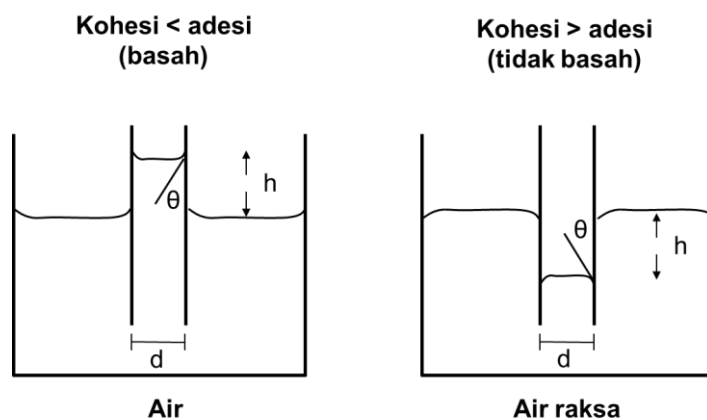 Kohesi < adesi
(basah)
Kohesi > adesi
(tidak basah)
h
θ
d
Air
θ
h
d
Air raksa